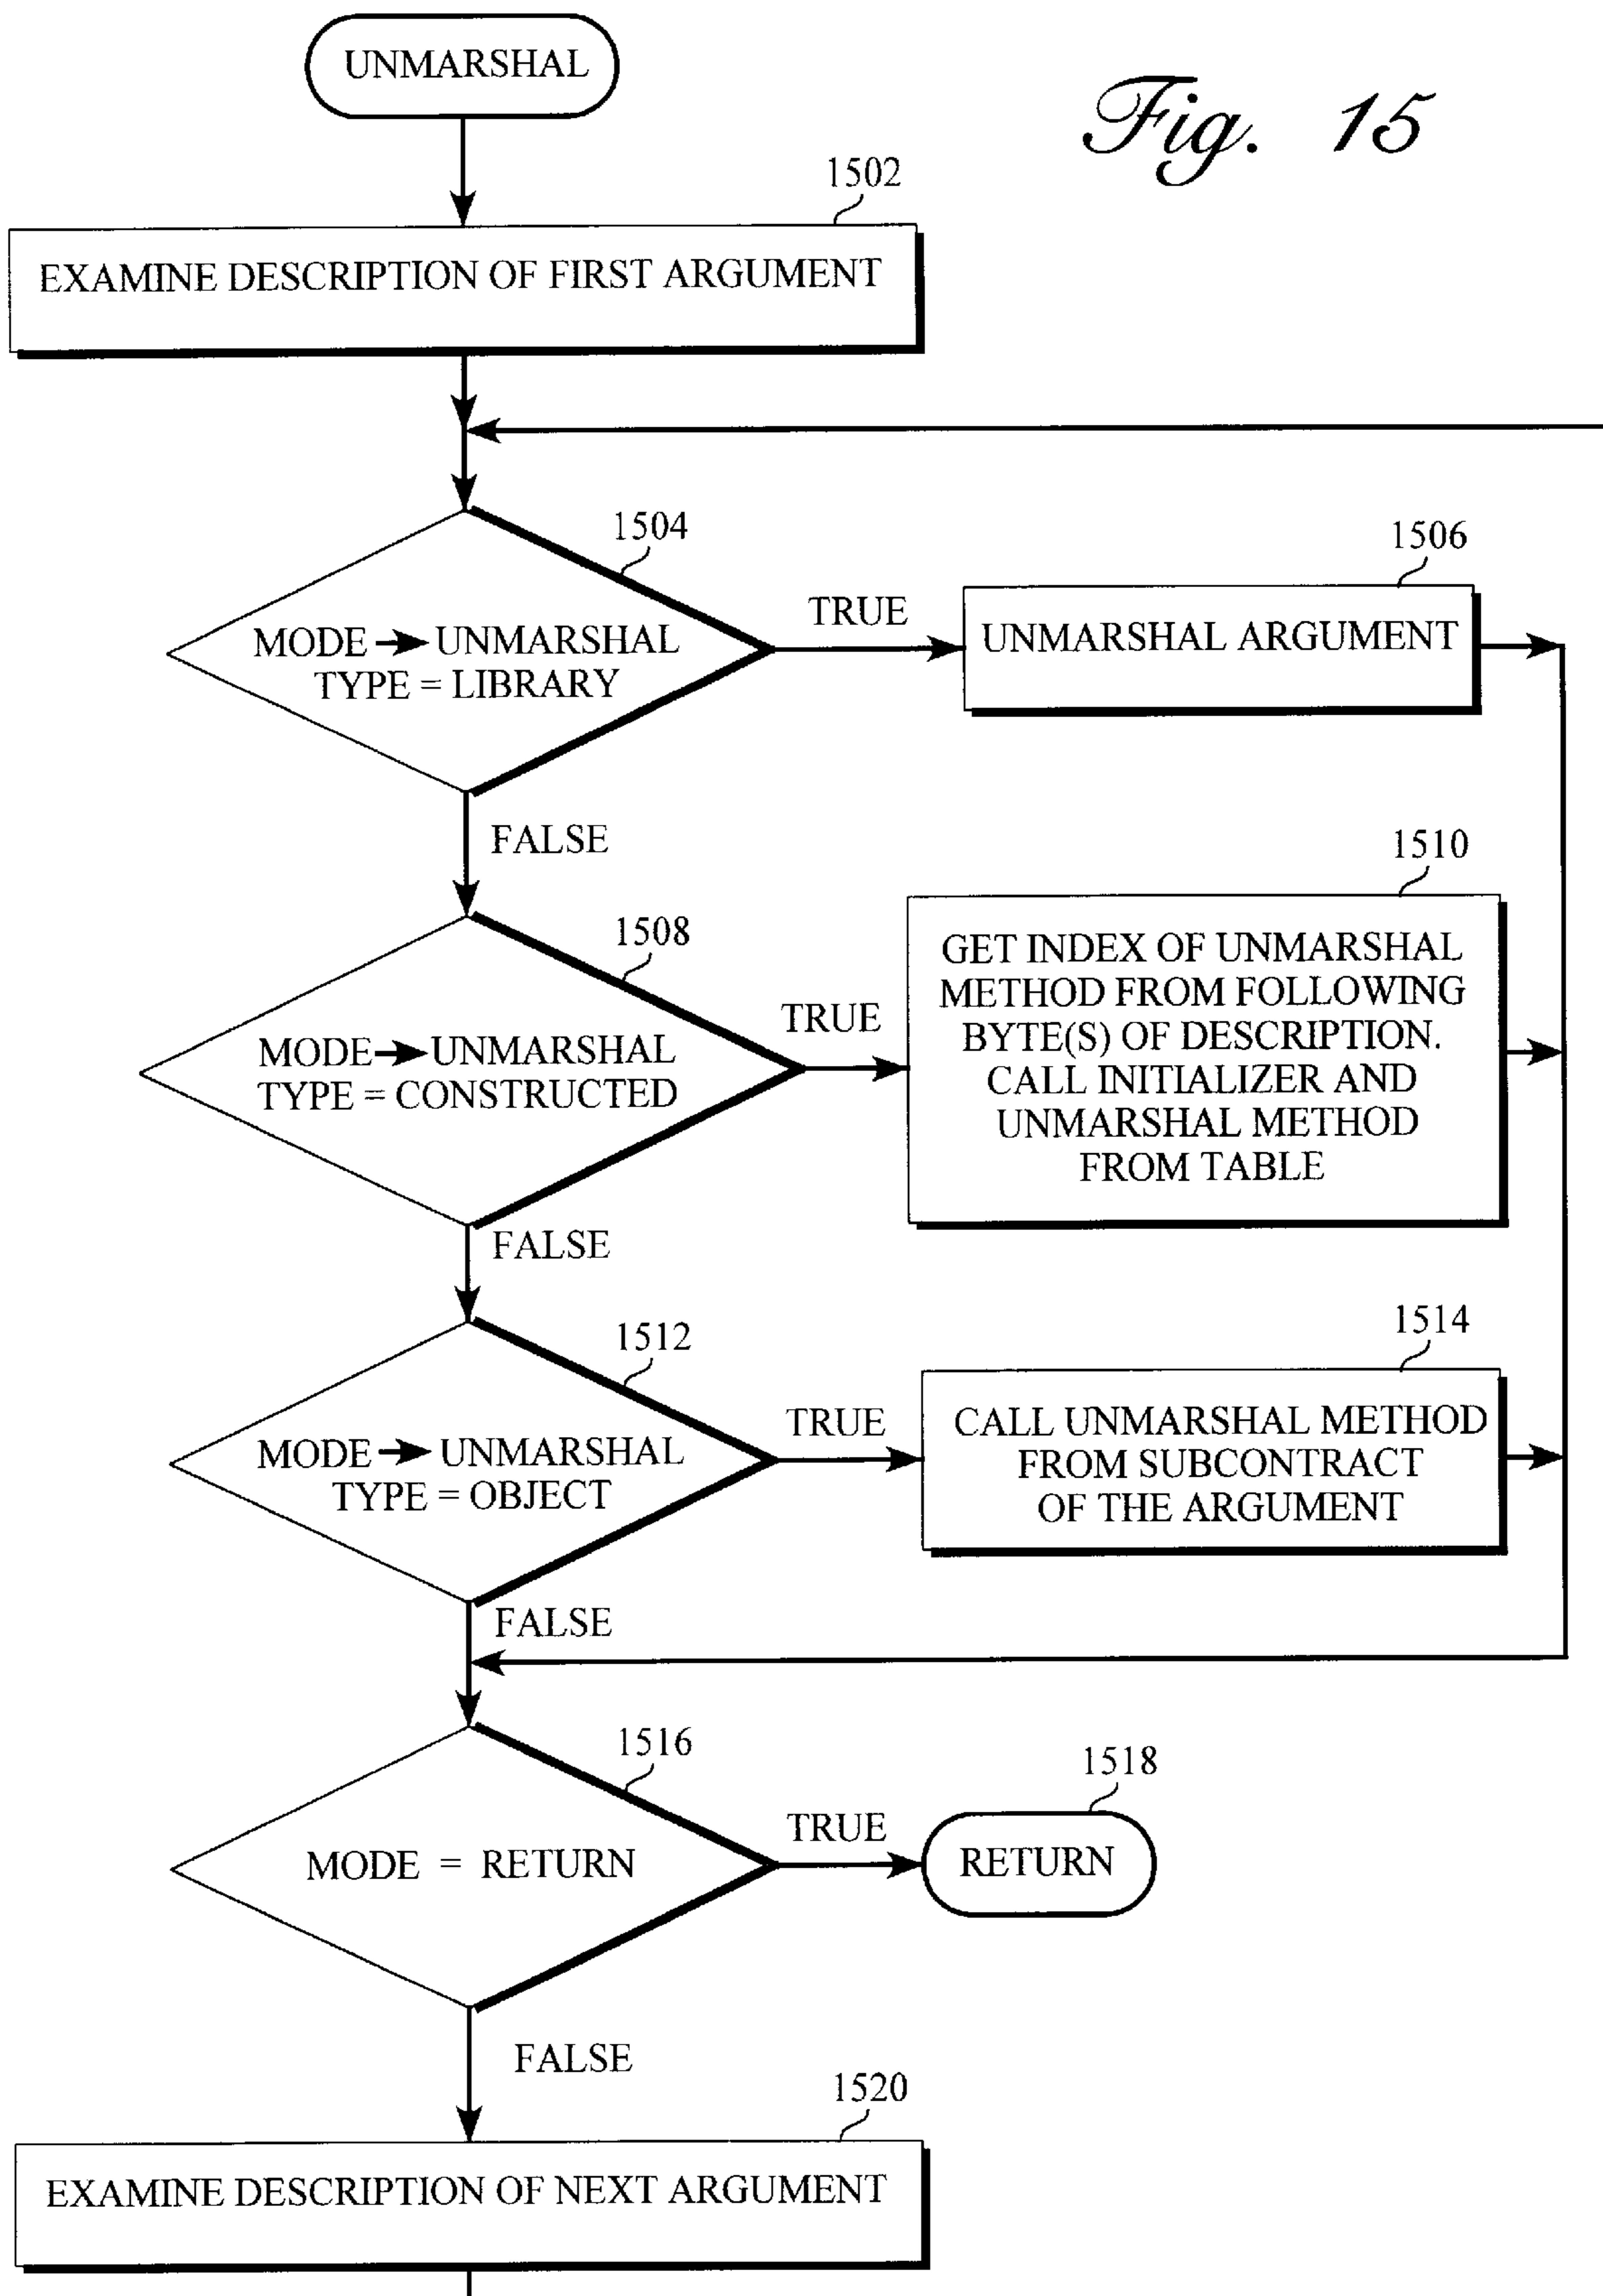 UNMARSHAL
Fig. 15
1502
EXAMINE DESCRIPTION OF FIRST ARGUMENT
1504
MODE → UNMARSHAL
TYPE = LIBRARY
TRUE
1506
UNMARSHAL ARGUMENT
FALSE
1508
MODE → UNMARSHAL
TYPE = CONSTRUCTED
TRUE
1510
GET INDEX OF UNMARSHAL
METHOD FROM FOLLOWING
BYTE(S) OF DESCRIPTION.
CALL INITIALIZER AND
UNMARSHAL METHOD
FROM TABLE
FALSE
1512
MODE → UNMARSHAL
TYPE = OBJECT
TRUE
1514
CALL UNMARSHAL METHOD
FROM SUBCONTRACT
OF THE ARGUMENT
FALSE
1516
MODE = RETURN
TRUE
1518
RETURN
FALSE
1520
EXAMINE DESCRIPTION OF NEXT ARGUMENT